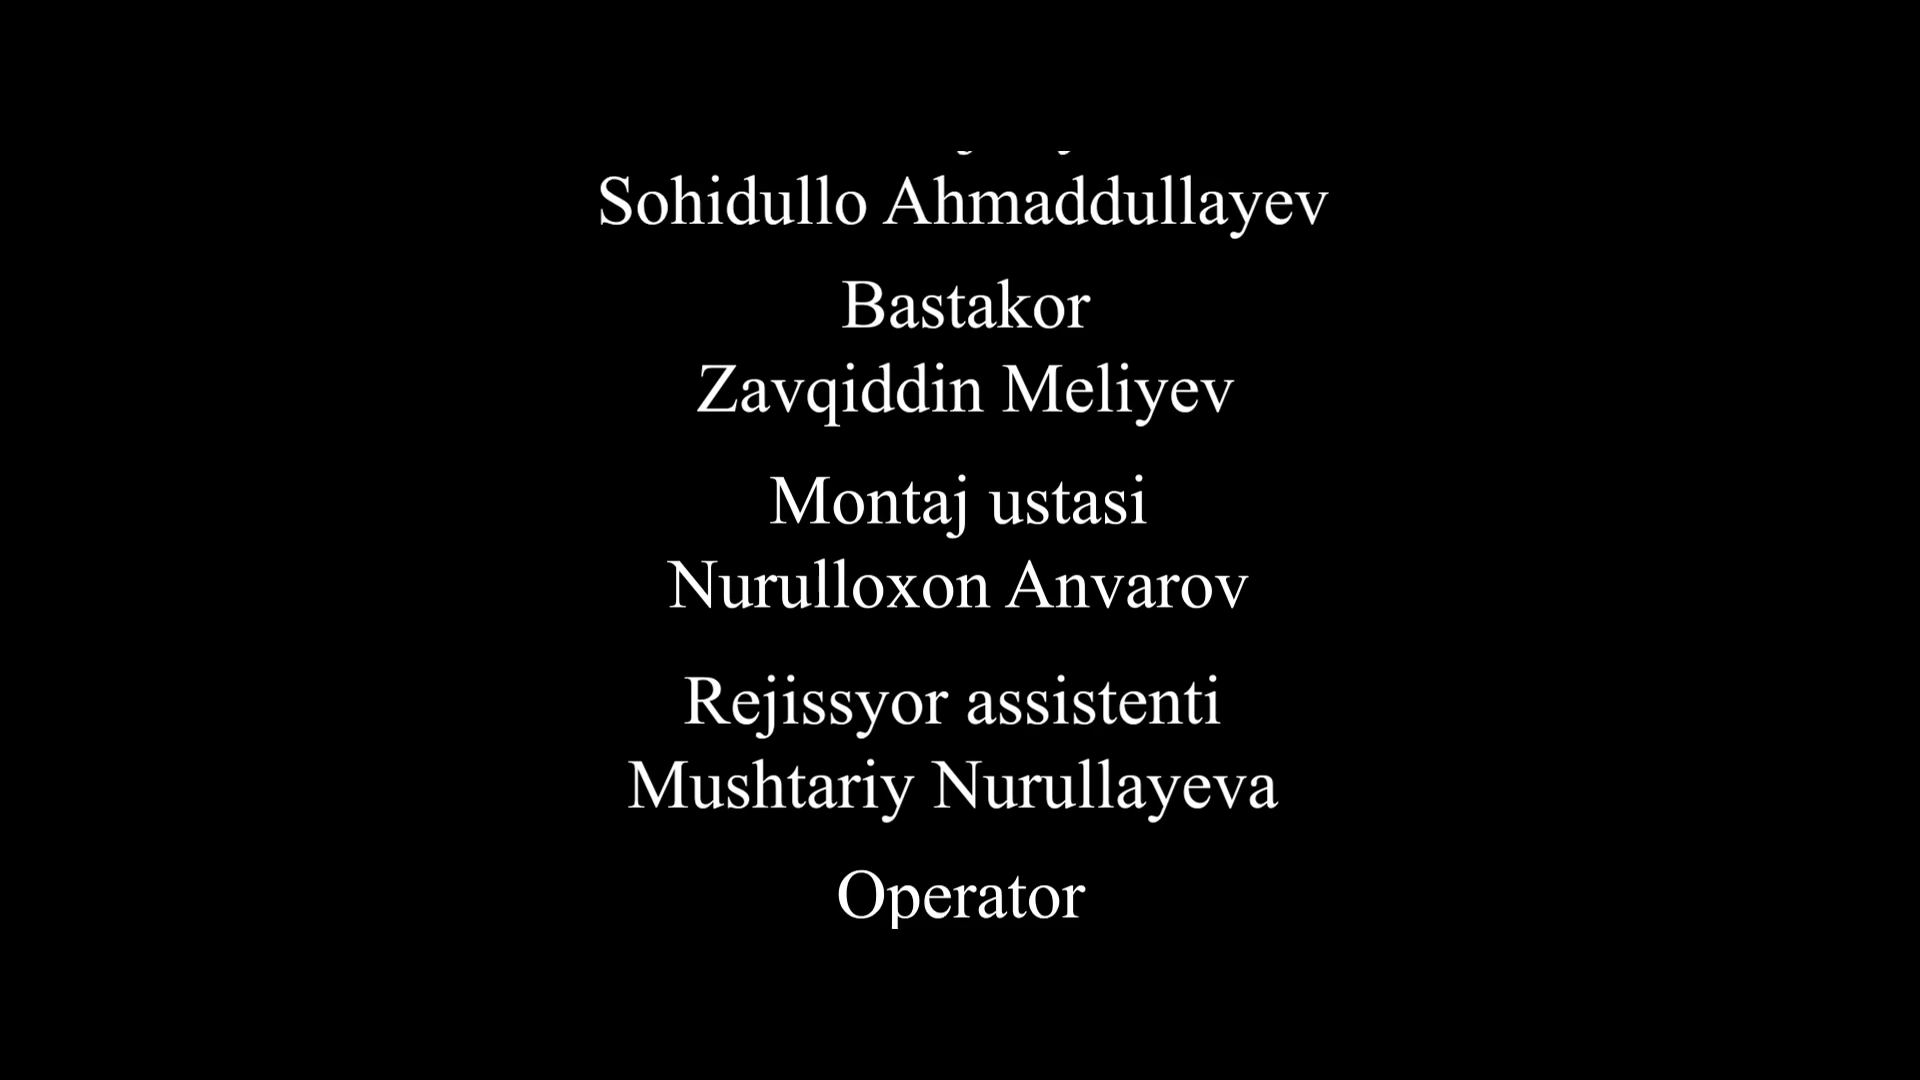 Sohidullo Ahmaddullayev
Bastakor
Zavqiddin Meliyev
Montaj ustasi
Nurulloxon Anvarov
Rejissyor assistenti
Mushtariy Nurullayeva
Operator